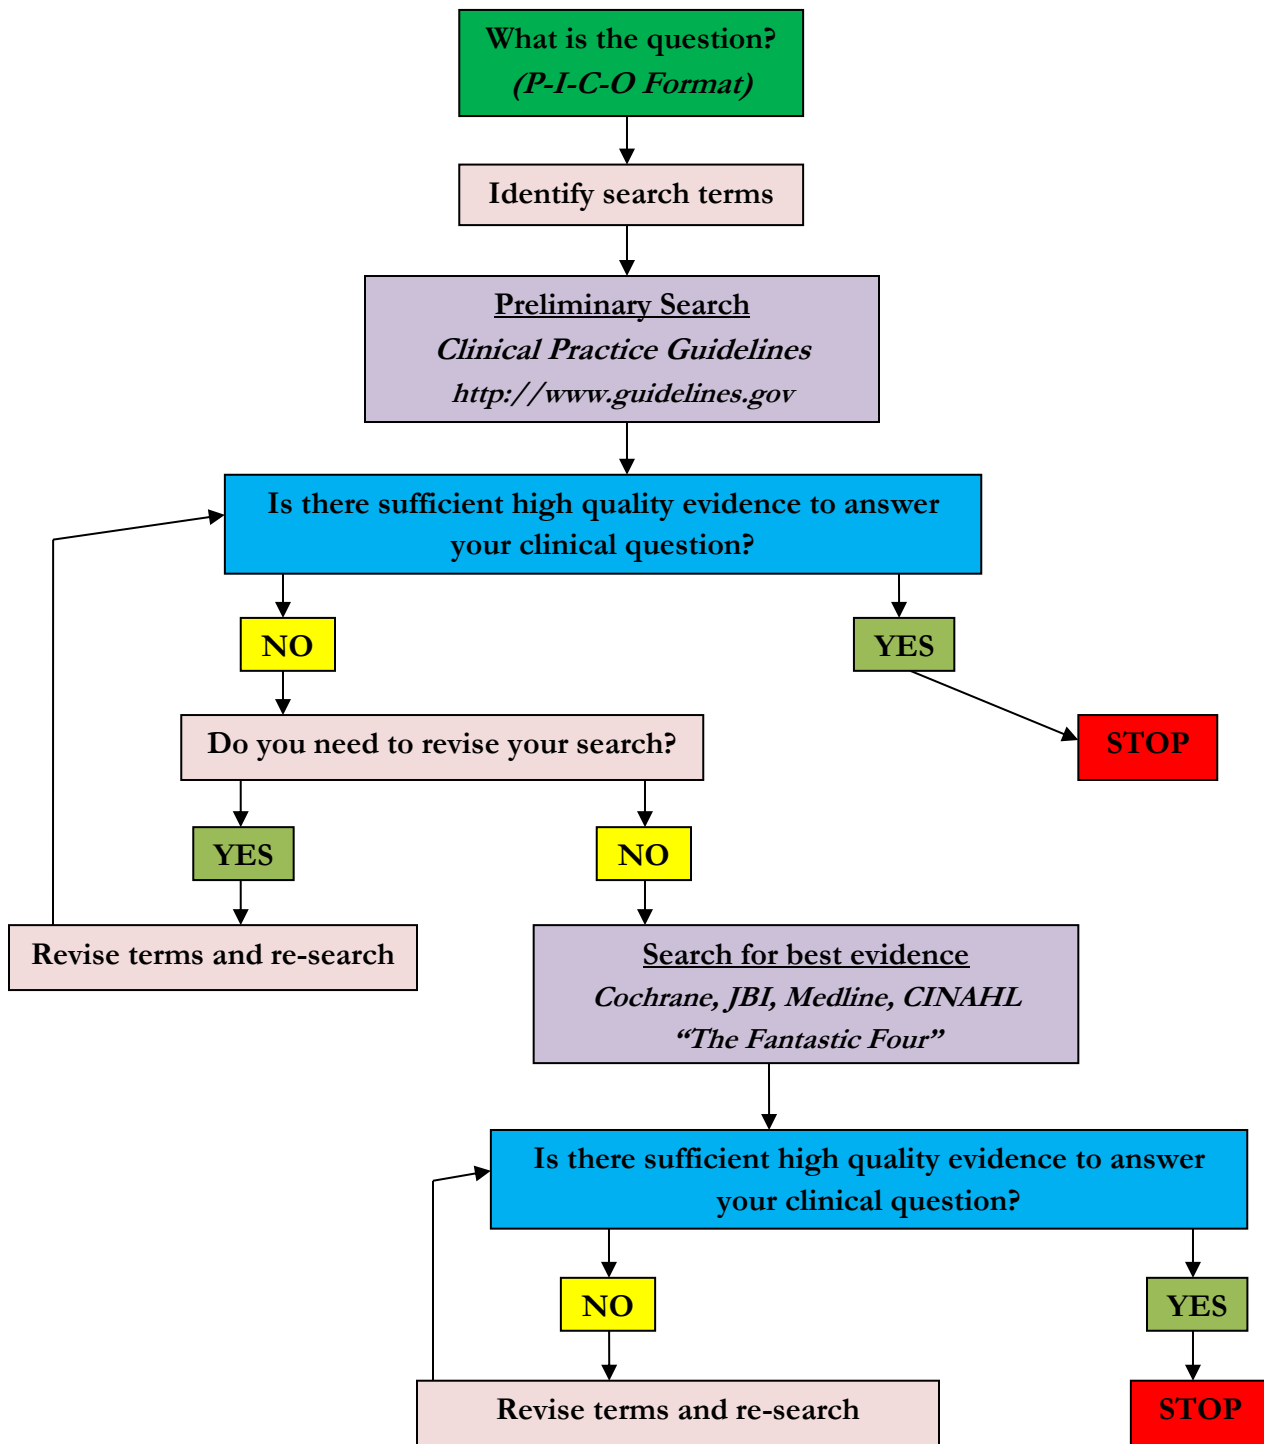 What is the question?
(P-I-C-O Format)
Identify search terms
Preliminary Search
Clinical Practice Guidelines
http://www.guidelines.gov
Is there sufficient high quality evidence to answer
your clinical question?
NO
YES
Do you need to revise your search?
STOP
YES
NO
Revise terms and re-search
Search for best evidence
Cochrane, JBI, Medline, CINAHL
“The Fantastic Four”
Is there sufficient high quality evidence to answer
your clinical question?
NO
YES
Revise terms and re-search
STOP